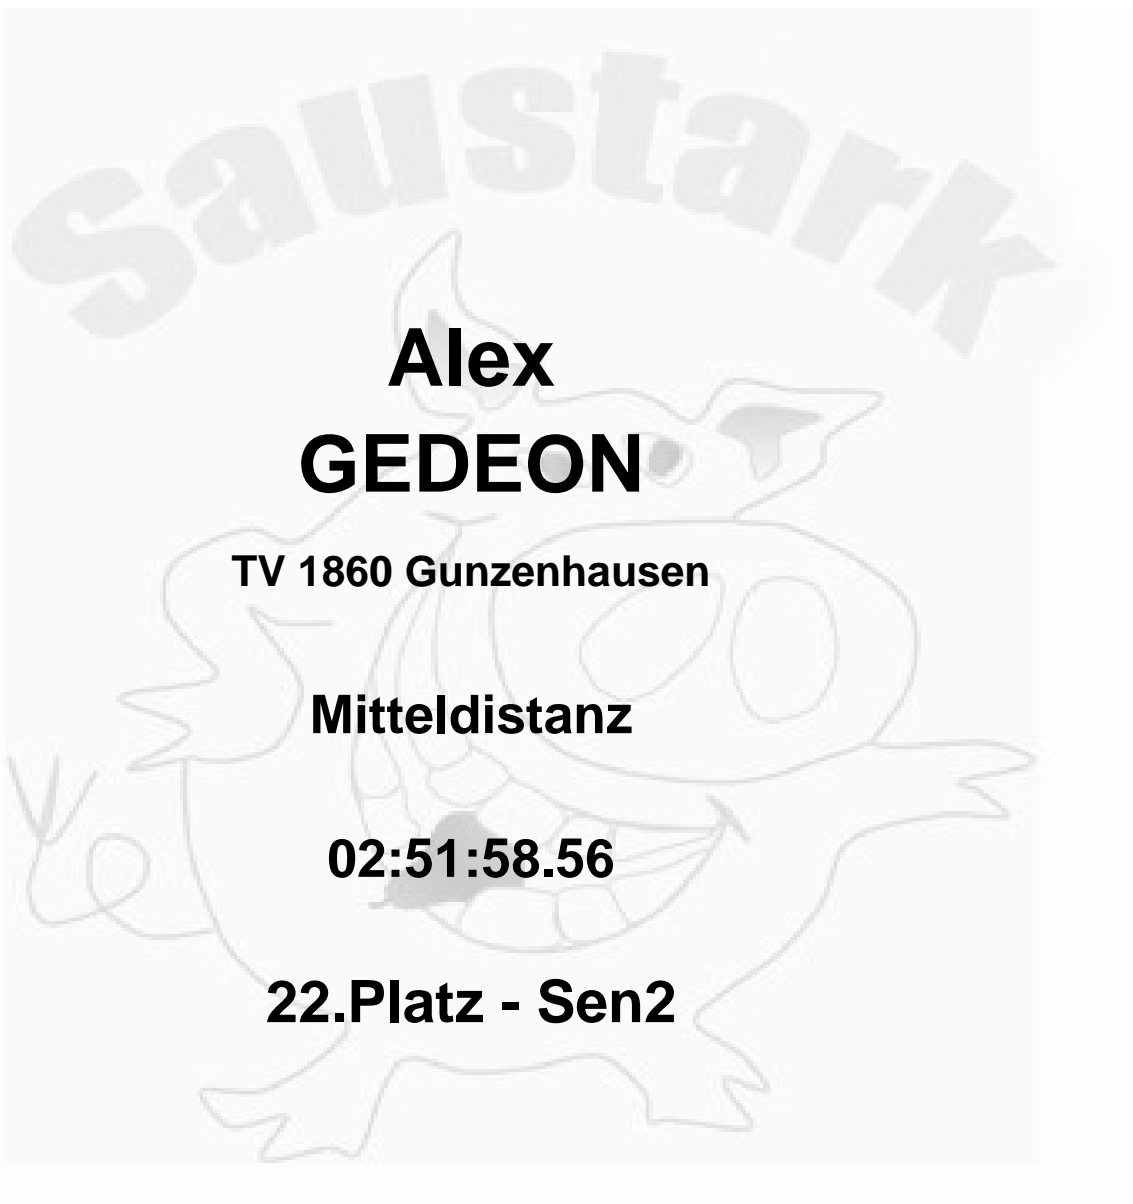 Saustark
Alex
GEDEON
TV 1860 Gunzenhausen
Mitteldistanz
02:51:58.56
22.Platz - Sen2